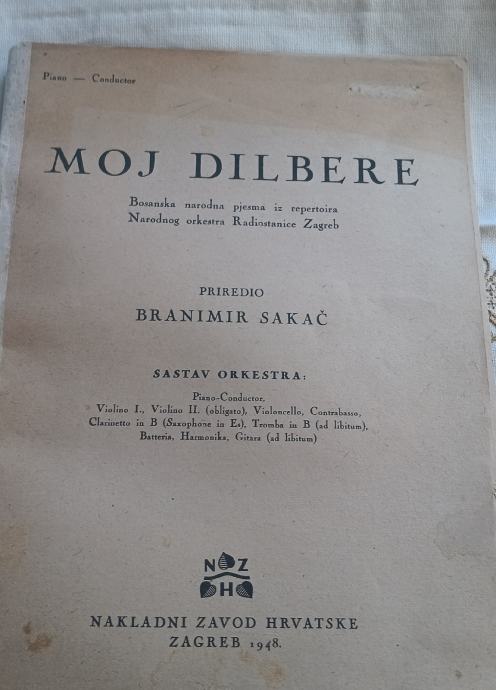 Piano — Conductor
MOJ DILBERE
Bosanska narodna pjesma iz repertoira
Narodnog orkestra Radiostanice Zagreb
PRIREDIO
BRANIMIR SAKAČ
SASTAV ORKESTRA:
Piano-Conductor,
Violino I., Violino II. (obligato), Violoncello, Contrabasso,
Clarinetto in B (Saxophone in Es), Tromba in B (ad libitum),
Batteria, Harmonika, Gitara (ad libitum)
N Z
H
NAKLADNI ZAVOD HRVATSKE
ZAGREB 1948.